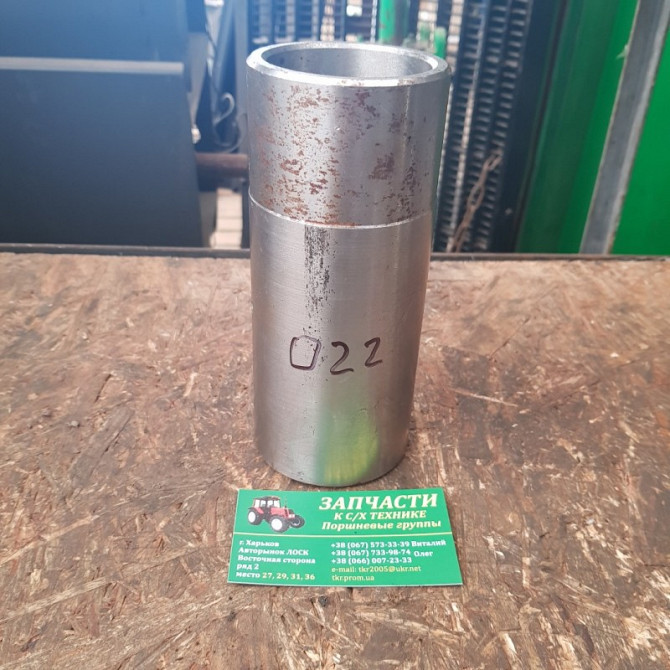 022
ЗАПЧАСТИ
К С/Х ТЕХНИКЕ
Поршневые группы
г. Харьков
Авторынок ЛОСК
Восточная сторона
ряд 2
место 27, 29, 31, 36
+38 (067) 573-33-39 Виталий
+38 (067) 733-98-74 Олег
+38 (066) 007-23-33
e-mail: tkr2005@ukr.net
tkr.prom.ua